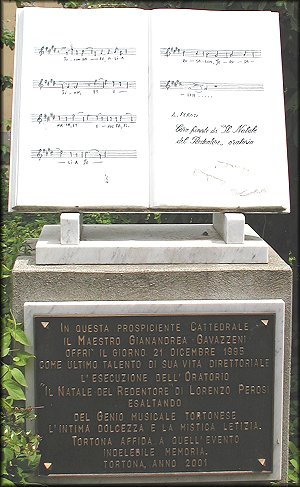 L. PEROSI
Coro finale da "Il Natale
del Redentore", oratorio
IN QUESTA PROSPICIENTE CATTEDRALE
IL MAESTRO GIANANDREA GAVAZZENI
OFFRÌ IL GIORNO 21 DICEMBRE 1995
COME ULTIMO TALENTO DI SUA VITA DIRETTORIALE
L'ESECUZIONE DELL'ORATORIO
"IL NATALE DEL REDENTORE" DI LORENZO PEROSI
ESALTANDO
DEL GENIO MUSICALE TORTONESE
L'INTIMA DOLCEZZA E LA MISTICA LETIZIA.
TORTONA AFFIDA A QUELL'EVENTO
INDELEBILE MEMORIA.
TORTONA, ANNO 2001